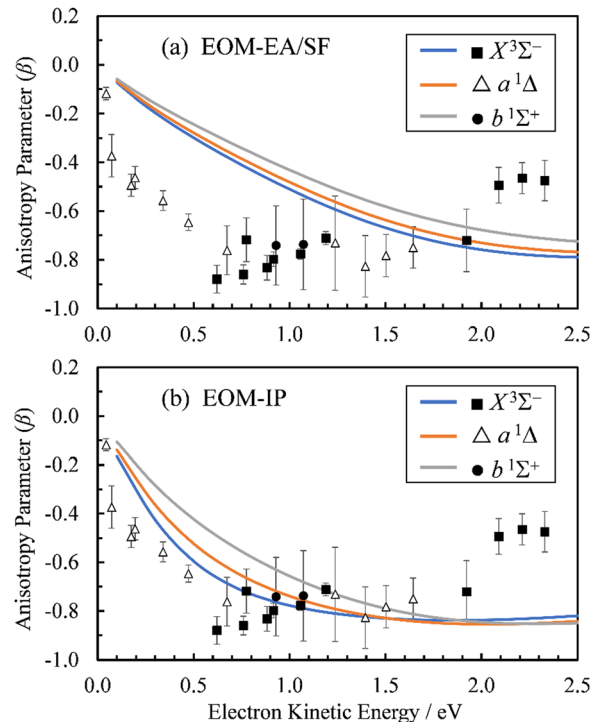 (a) EOM-EA/SF
■ X³Σ⁻
△ a¹Δ
● b¹Σ⁺
Anisotropy Parameter (β)
0.2
0.0
-0.2
-0.4
-0.6
-0.8
-1.0
0.0 0.5 1.0 1.5 2.0 2.5
(b) EOM-IP
■ X³Σ⁻
△ a¹Δ
● b¹Σ⁺
Anisotropy Parameter (β)
0.2
0.0
-0.2
-0.4
-0.6
-0.8
-1.0
0.0 0.5 1.0 1.5 2.0 2.5
Electron Kinetic Energy / eV